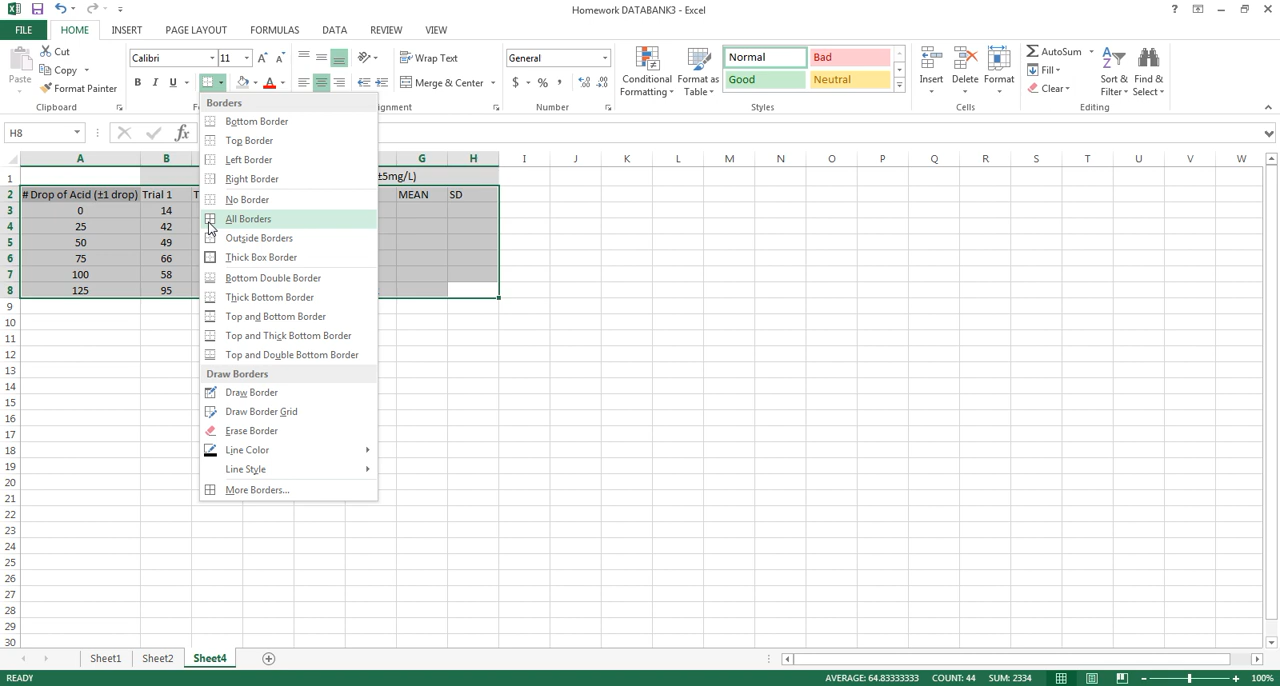 Homework DATABANK3 - Excel
FILE HOME INSERT PAGE LAYOUT FORMULAS DATA REVIEW VIEW
Paste Cut Copy Format Painter Clipboard
Calibri 11
B I U
Wrap Text
Merge & Center
lignment
General
$ % ,
Number
Conditional Formatting
Format as Table
Normal Bad
Good Neutral
Styles
Insert Delete Format
Cells
AutoSum
Fill
Clear
Sort & Filter
Find & Select
Editing
H8 fx
A B G H I J K L M N O P Q R S T U V W
1 ±5mg/L)
2 # Drop of Acid (±1 drop) Trial 1 T MEAN SD
3 0 14
4 25 42
5 50 49
6 75 66
7 100 58
8 125 95
9
10
11
12
13
14
15
16
17
18
19
20
21
22
23
24
25
26
27
28
29
30
Borders
Bottom Border
Top Border
Left Border
Right Border
No Border
All Borders
Outside Borders
Thick Box Border
Bottom Double Border
Thick Bottom Border
Top and Bottom Border
Top and Thick Bottom Border
Top and Double Bottom Border
Draw Borders
Draw Border
Draw Border Grid
Erase Border
Line Color
Line Style
More Borders...
Sheet1 Sheet2 Sheet4
READY AVERAGE: 64.83333333 COUNT: 44 SUM: 2334 100%